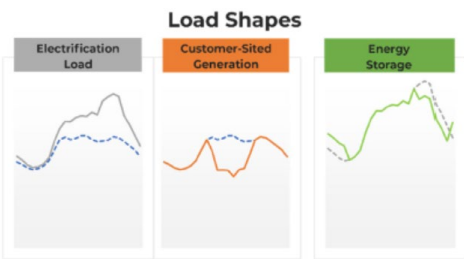 Load Shapes
Electrification
Load
Customer-Sited
Generation
Energy
Storage